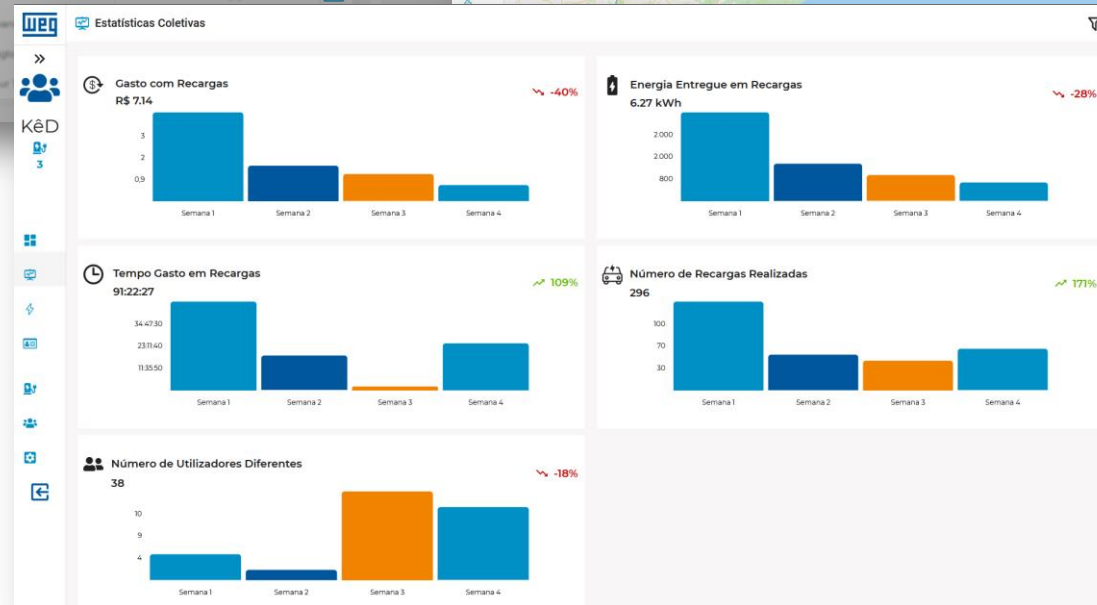 weg
Estatísticas Coletivas
KêD
3
Gasto com Recargas
R$ 7.14
-40%
3
2
0,9
Semana 1
Semana 2
Semana 3
Semana 4
Energia Entregue em Recargas
6.27 kWh
-28%
2 000
2 000
800
Semana 1
Semana 2
Semana 3
Semana 4
Tempo Gasto em Recargas
91:22:27
109%
34:47:30
23:11:40
11:35:50
Semana 1
Semana 2
Semana 3
Semana 4
Número de Recargas Realizadas
296
171%
100
70
30
Semana 1
Semana 2
Semana 3
Semana 4
Número de Utilizadores Diferentes
38
-18%
10
9
4
Semana 1
Semana 2
Semana 3
Semana 4